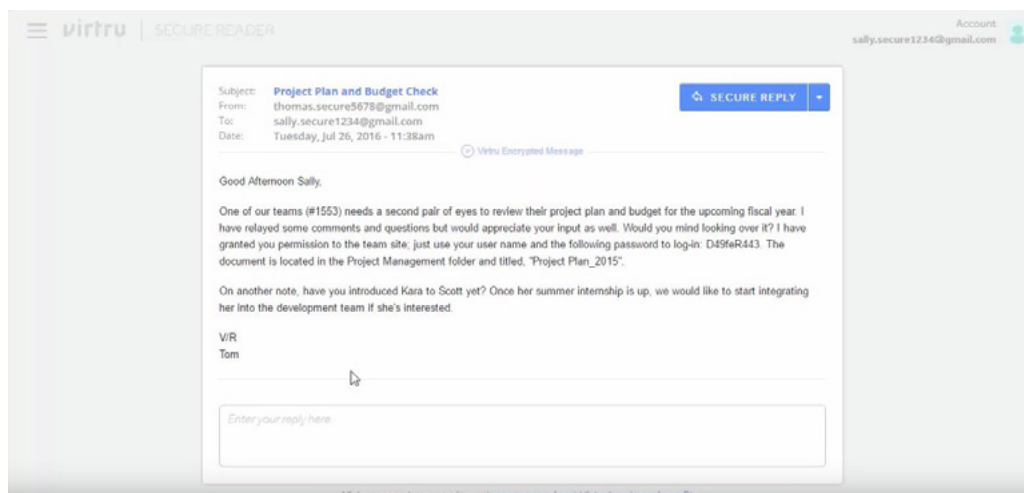 virtru | SECURE READER
Account
sally.secure1234@gmail.com
Subject: Project Plan and Budget Check
From: thomas.secure5678@gmail.com
To: sally.secure1234@gmail.com
Date: Tuesday, Jul 26, 2016 - 11:38am
SECURE REPLY
Virtru Encrypted Message
Good Afternoon Sally,
One of our teams (#1553) needs a second pair of eyes to review their project plan and budget for the upcoming fiscal year. I
have relayed some comments and questions but would appreciate your input as well. Would you mind looking over it? I have
granted you permission to the team site; just use your user name and the following password to log-in: D49feR443. The
document is located in the Project Management folder and titled, "Project Plan_2015".
On another note, have you introduced Kara to Scott yet? Once her summer internship is up, we would like to start integrating
her into the development team if she's interested.
V/R
Tom
Enter your reply here.